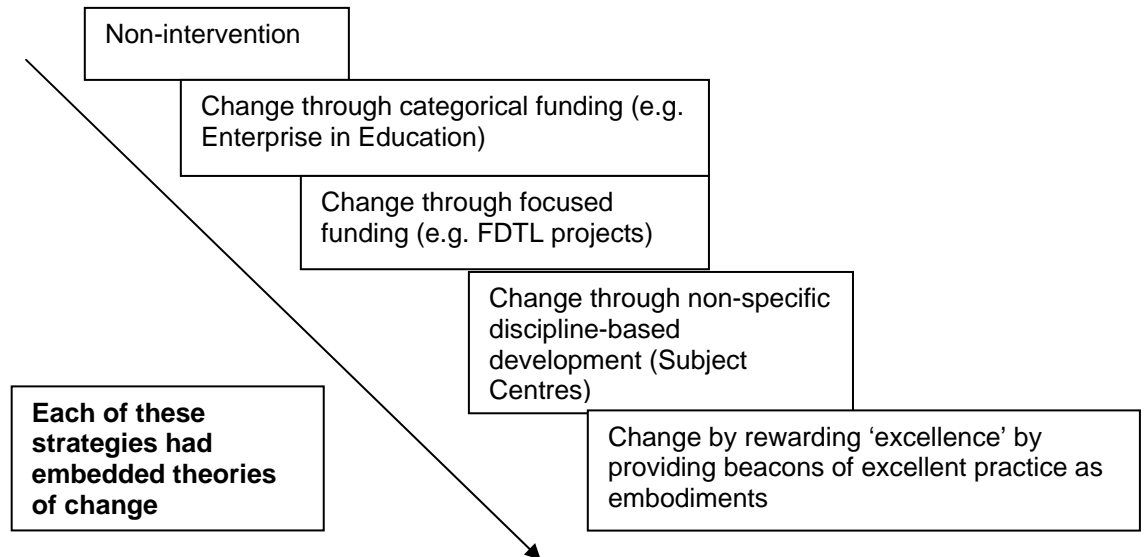 Non-intervention
Change through categorical funding (e.g.
Enterprise in Education)
Change through focused
funding (e.g. FDTL projects)
Change through non-specific
discipline-based
development (Subject
Centres)
Each of these
strategies had
embedded theories
of change
Change by rewarding ‘excellence’ by
providing beacons of excellent practice as
embodiments